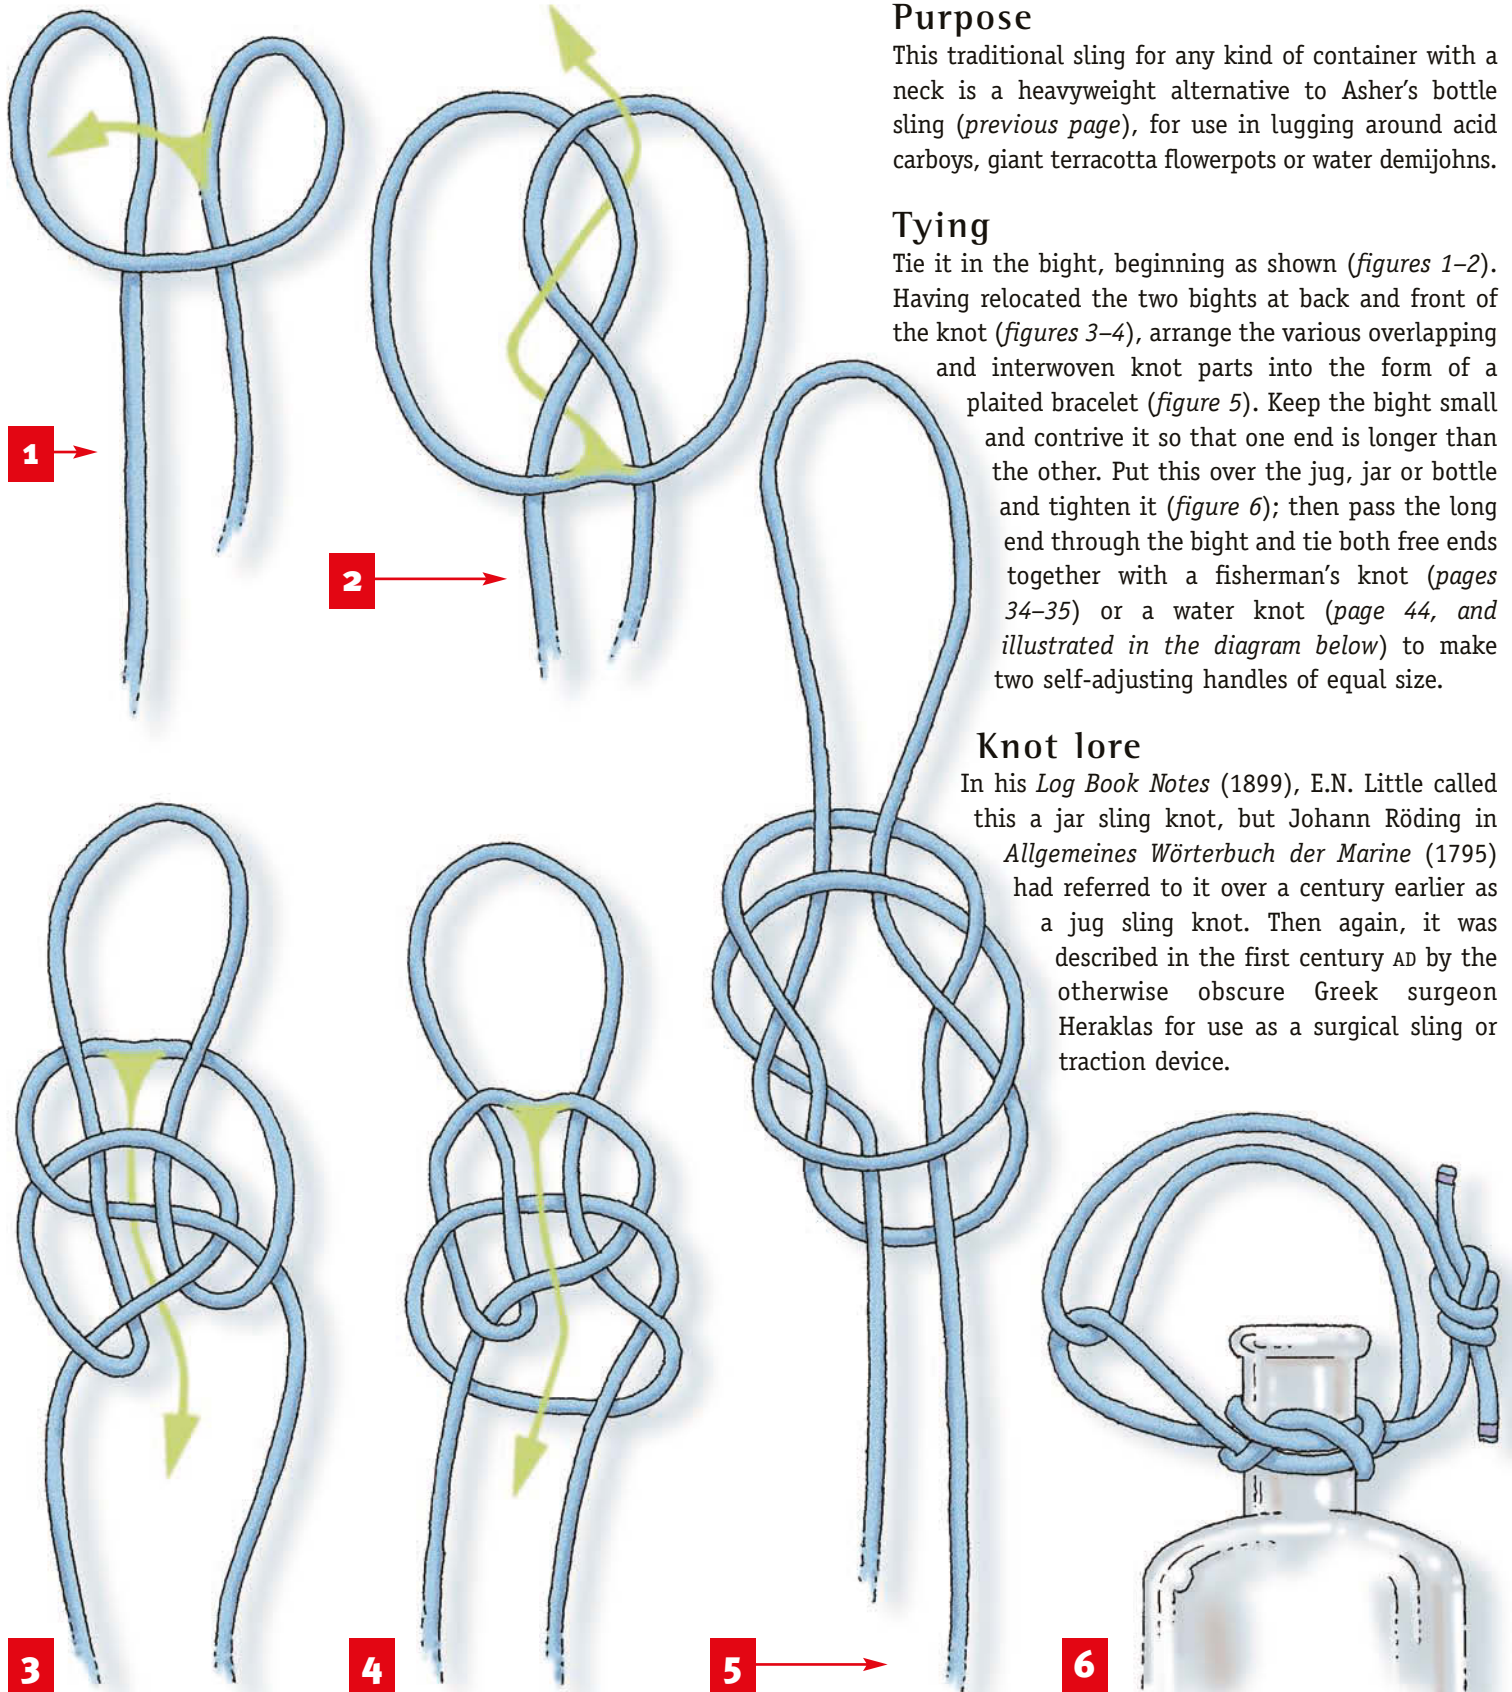 Purpose
This traditional sling for any kind of container with a
neck is a heavyweight alternative to Asher's bottle
sling (previous page), for use in lugging around acid
carboys, giant terracotta flowerpots or water demijohns.
Tying
Tie it in the bight, beginning as shown (figures 1–2).
Having relocated the two bights at back and front of
the knot (figures 3–4), arrange the various overlapping
and interwoven knot parts into the form of a
plaited bracelet (figure 5). Keep the bight small
and contrive it so that one end is longer than
the other. Put this over the jug, jar or bottle
and tighten it (figure 6); then pass the long
end through the bight and tie both free ends
together with a fisherman's knot (pages
34–35) or a water knot (page 44, and
illustrated in the diagram below) to make
two self-adjusting handles of equal size.
Knot lore
In his Log Book Notes (1899), E.N. Little called
this a jar sling knot, but Johann Röding in
Allgemeines Wörterbuch der Marine (1795)
had referred to it over a century earlier as
a jug sling knot. Then again, it was
described in the first century AD by the
otherwise obscure Greek surgeon
Heraklas for use as a surgical sling or
traction device.
1
2
3
4
5
6